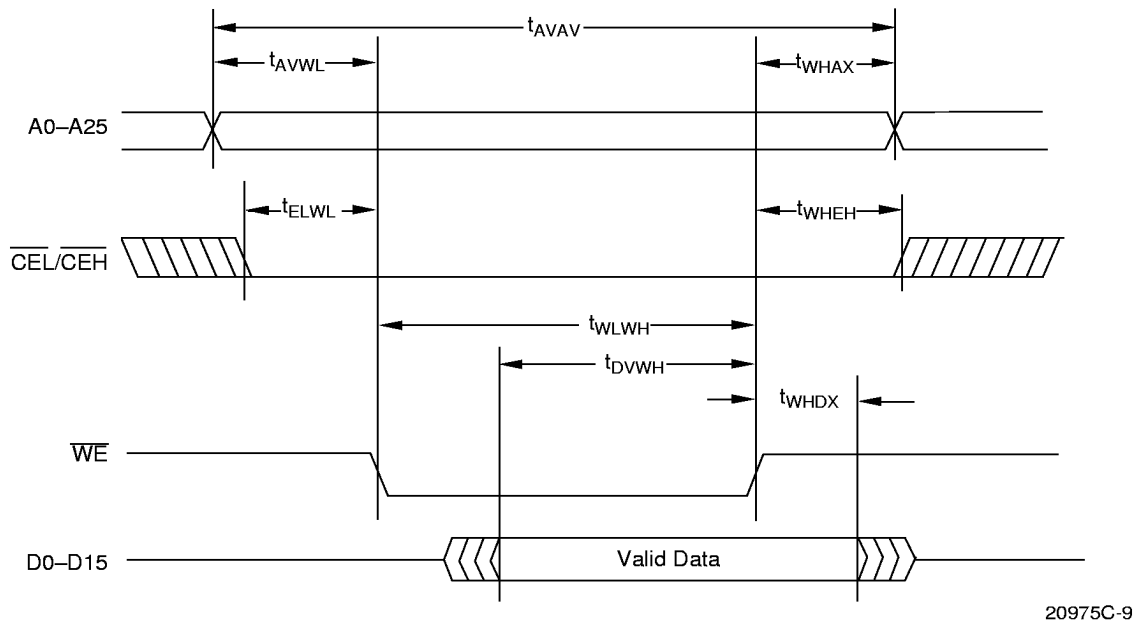 tAVAV
tAVWL
tWHAX
A0–A25
tELWL
tWHEH
CEL/CEH
tWLWH
tDVWH
tWHDX
WE
D0–D15
Valid Data
20975C-9